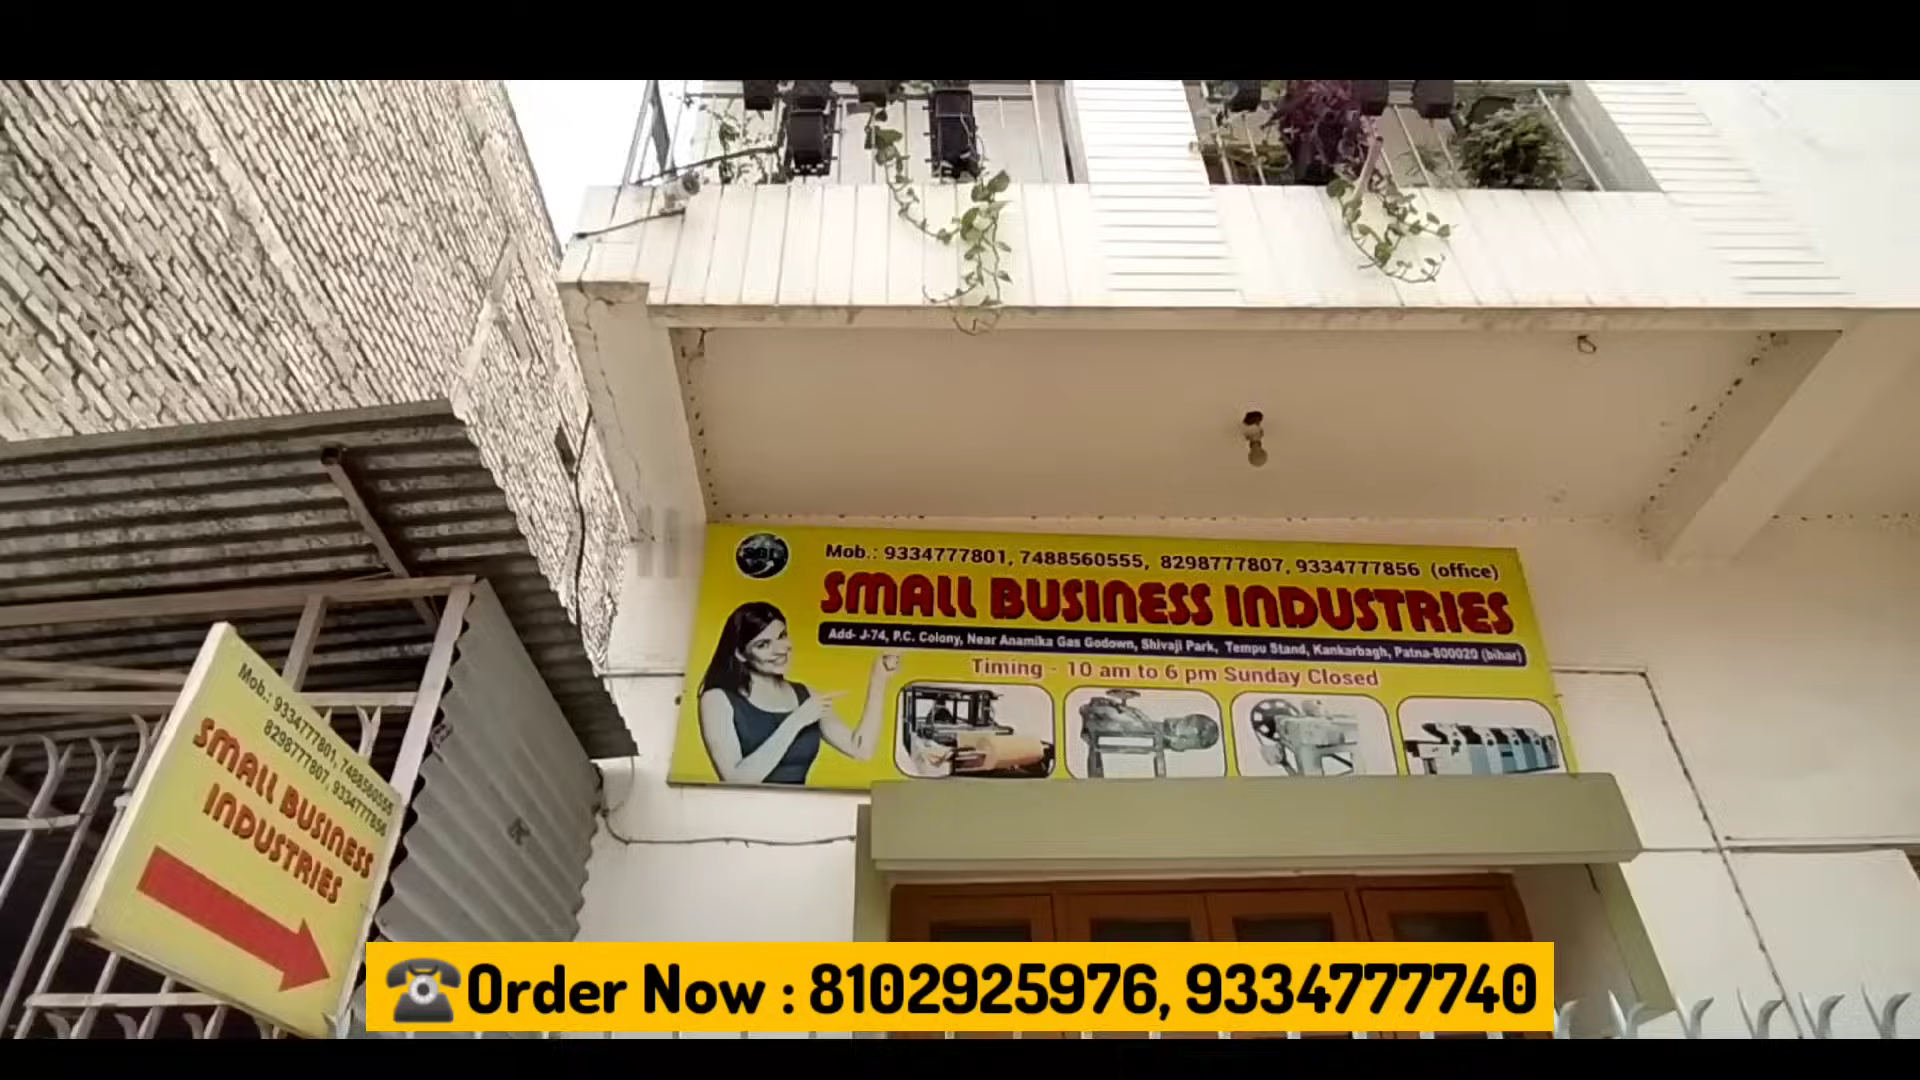 SBI
Mob.: 9334777801, 7488560555, 8298777807, 9334777856 (office)
SMALL BUSINESS INDUSTRIES
Add- J-74, P.C. Colony, Near Anamika Gas Godown, Shivaji Park, Tempu Stand, Kankarbagh, Patna-800020 (bihar)
Timing - 10 am to 6 pm Sunday Closed
Mob.: 9334777801, 7488560555
8298777807, 9334777856
SMALL BUSINESS
INDUSTRIES
Order Now : 8102925976, 9334777740